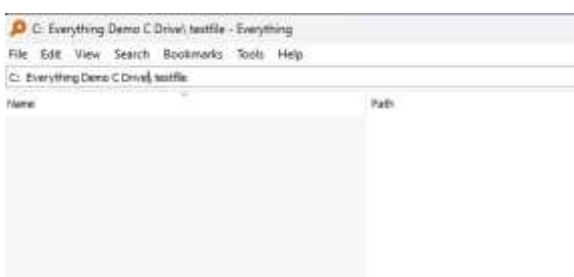 C: Everything Demo C Drive\ testfile - Everything
File Edit View Search Bookmarks Tools Help
C: Everything Demo C Drive\ testfile
Name Path